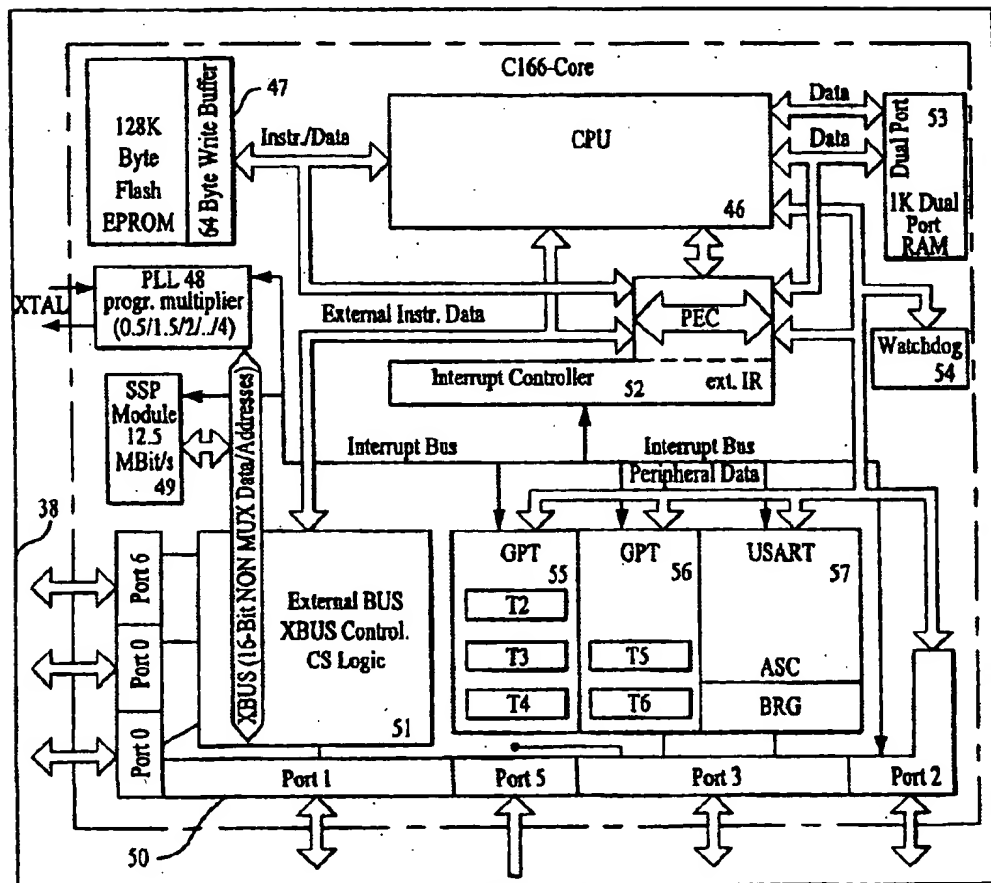 C166-Core
128K
Byte
Flash
EPROM
64 Byte Write Buffer
47
Instr./Data
CPU
46
Data
Data
Dual Port
53
1K Dual
Port
RAM
XTAL
PLL 48
progr. multiplier
(0.5/1.5/2/../4)
External Instr. Data
PEC
Interrupt Controller
52
ext. IR
Watchdog
54
SSP
Module
12.5
MBit/s
49
XBUS (16-Bit NON MUX Data/Addresses)
Interrupt Bus
Interrupt Bus
Peripheral Data
38
Port 6
Port 0
Port 0
External BUS
XBUS Control.
CS Logic
51
GPT
55
T2
T3
T4
GPT
56
T5
T6
USART
57
ASC
BRG
Port 1
Port 5
Port 3
Port 2
50